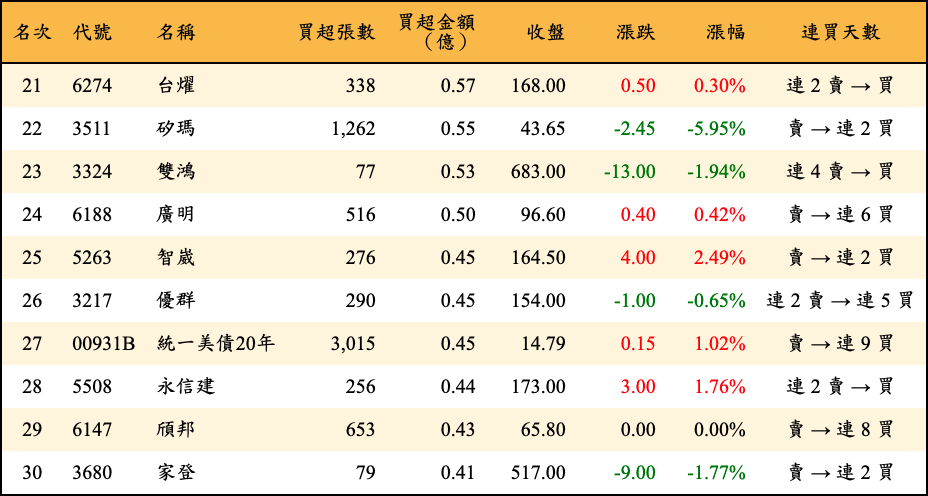 名次 代號 名稱 買超張數 買超金額（億） 收盤 漲跌 漲幅 連買天數
21 6274 台燿 338 0.57 168.00 0.50 0.30% 連 2 賣 → 買
22 3511 矽瑪 1,262 0.55 43.65 -2.45 -5.95% 賣 → 連 2 買
23 3324 雙鴻 77 0.53 683.00 -13.00 -1.94% 連 4 賣 → 買
24 6188 廣明 516 0.50 96.60 0.40 0.42% 賣 → 連 6 買
25 5263 智崴 276 0.45 164.50 4.00 2.49% 賣 → 連 2 買
26 3217 優群 290 0.45 154.00 -1.00 -0.65% 連 2 賣 → 連 5 買
27 00931B 統一美債20年 3,015 0.45 14.79 0.15 1.02% 賣 → 連 9 買
28 5508 永信建 256 0.44 173.00 3.00 1.76% 連 2 賣 → 買
29 6147 頎邦 653 0.43 65.80 0.00 0.00% 賣 → 連 8 買
30 3680 家登 79 0.41 517.00 -9.00 -1.77% 賣 → 連 2 買